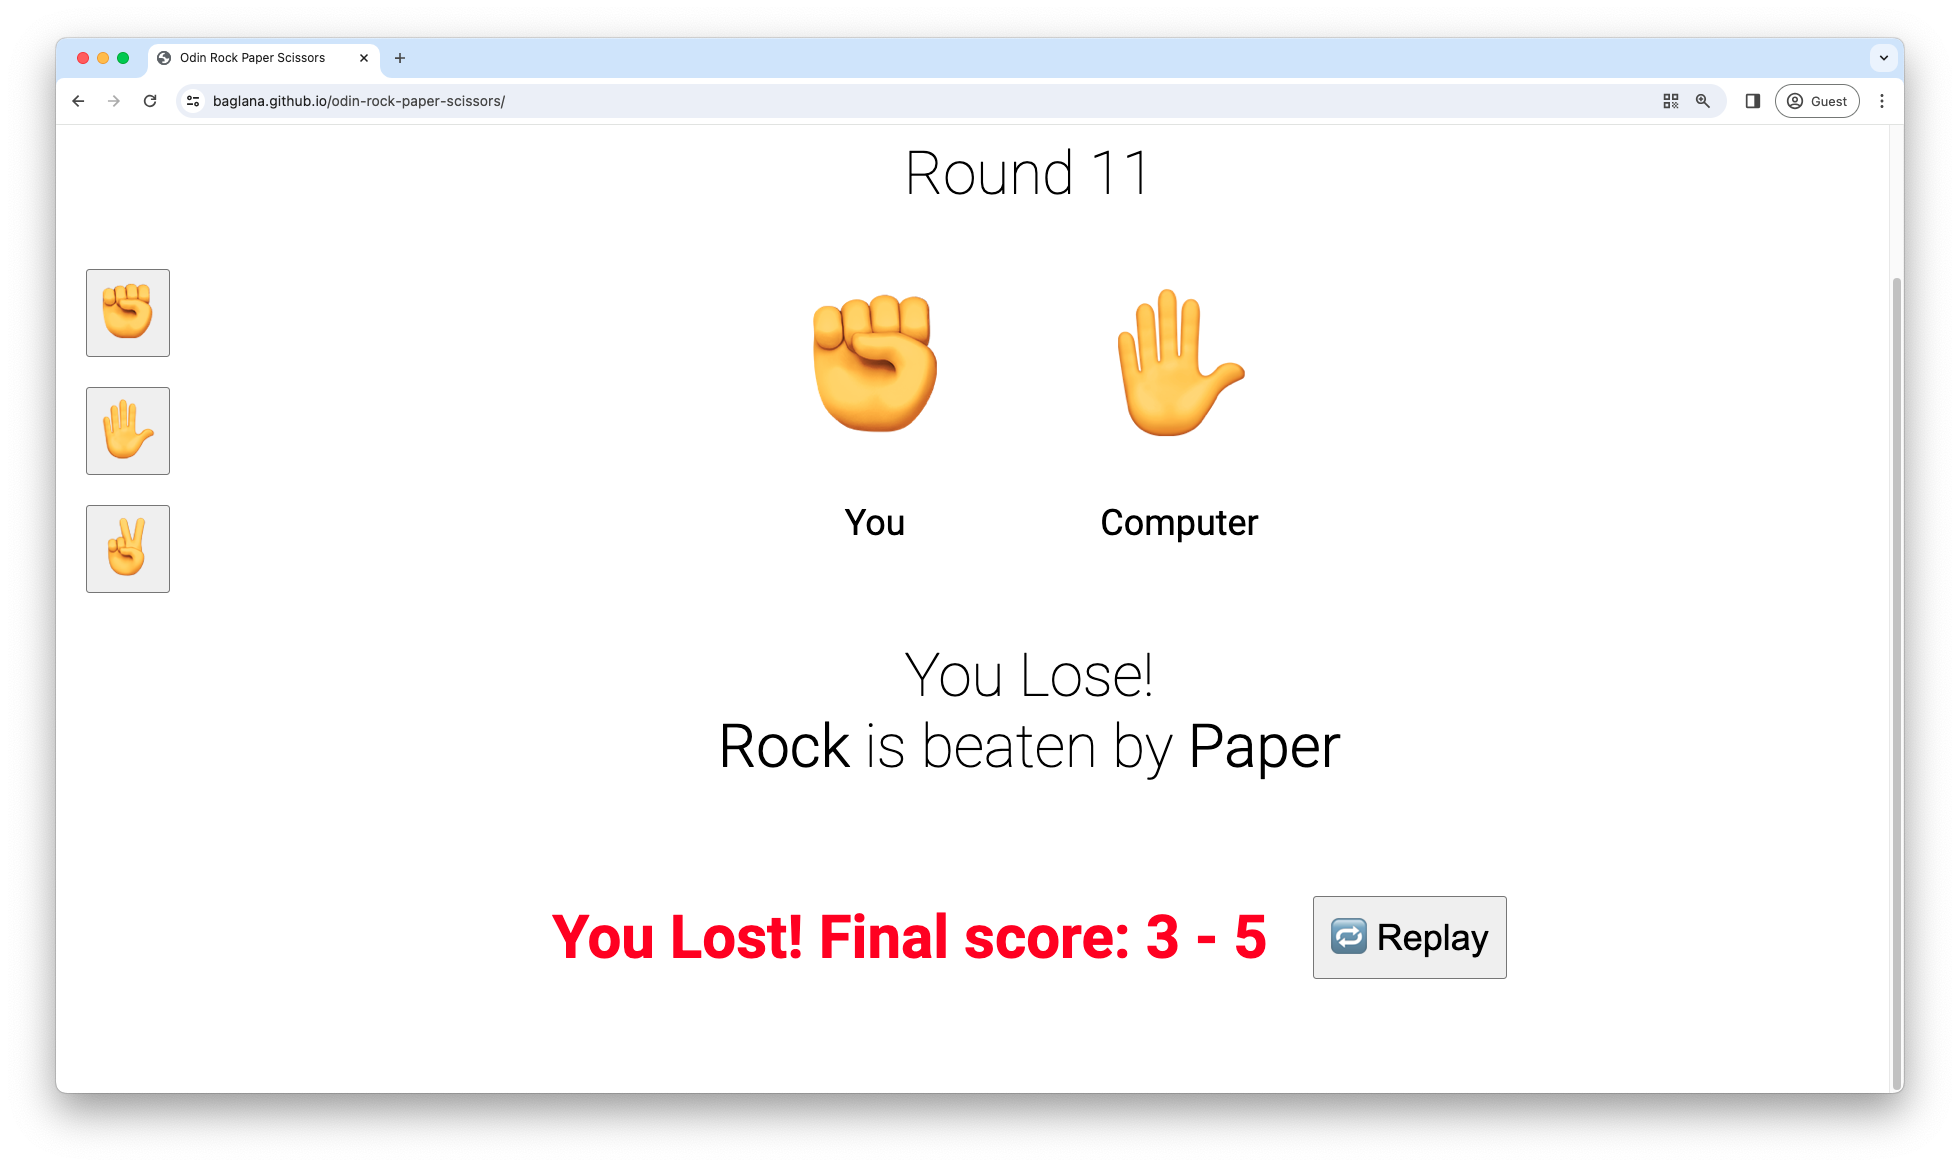 Odin Rock Paper Scissors
baglana.github.io/odin-rock-paper-scissors/
Guest
Round 11
You
Computer
You Lose!
Rock is beaten by Paper
You Lost! Final score: 3 - 5
Replay